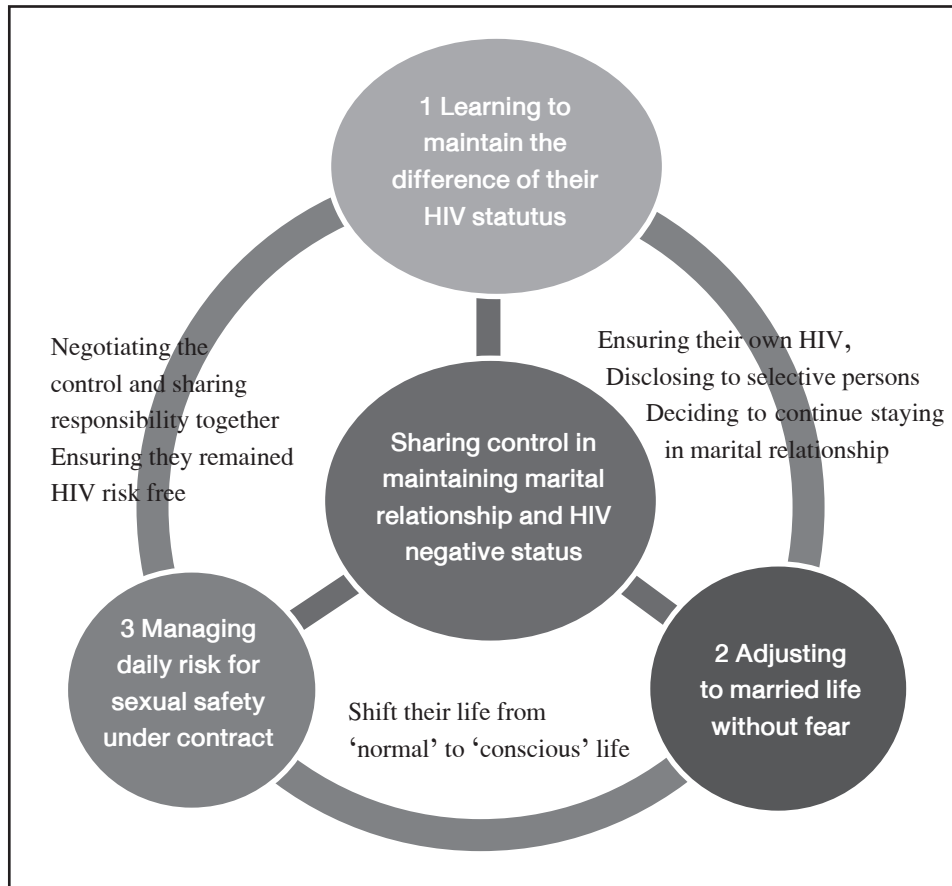 1 Learning to
maintain the
difference of their
HIV statutus
Negotiating the
control and sharing
responsibility together
Ensuring they remained
HIV risk free
Ensuring their own HIV,
Disclosing to selective persons
Deciding to continue staying
in marital relationship
Sharing control in
maintaining marital
relationship and HIV
negative status
3 Managing
daily risk for
sexual safety
under contract
2 Adjusting
to married life
without fear
Shift their life from
‘normal’ to ‘conscious’ life